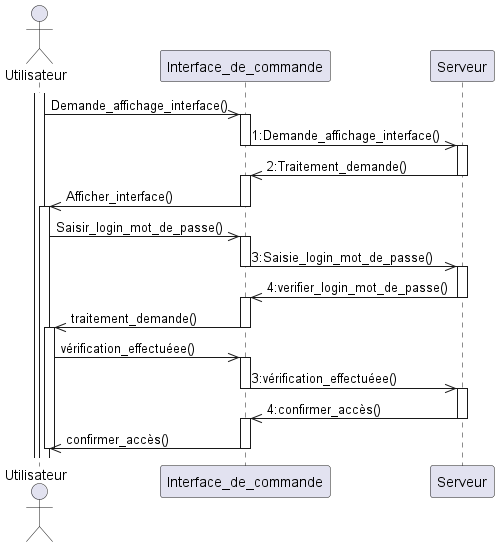 Utilisateur
Interface_de_commande
Serveur
Demande_affichage_interface()
1:Demande_affichage_interface()
2:Traitement_demande()
Afficher_interface()
Saisir_login_mot_de_passe()
3:Saisie_login_mot_de_passe()
4:verifier_login_mot_de_passe()
traitement_demande()
vérification_effectuéee()
3:vérification_effectuéee()
4:confirmer_accès()
confirmer_accès()
Utilisateur
Interface_de_commande
Serveur